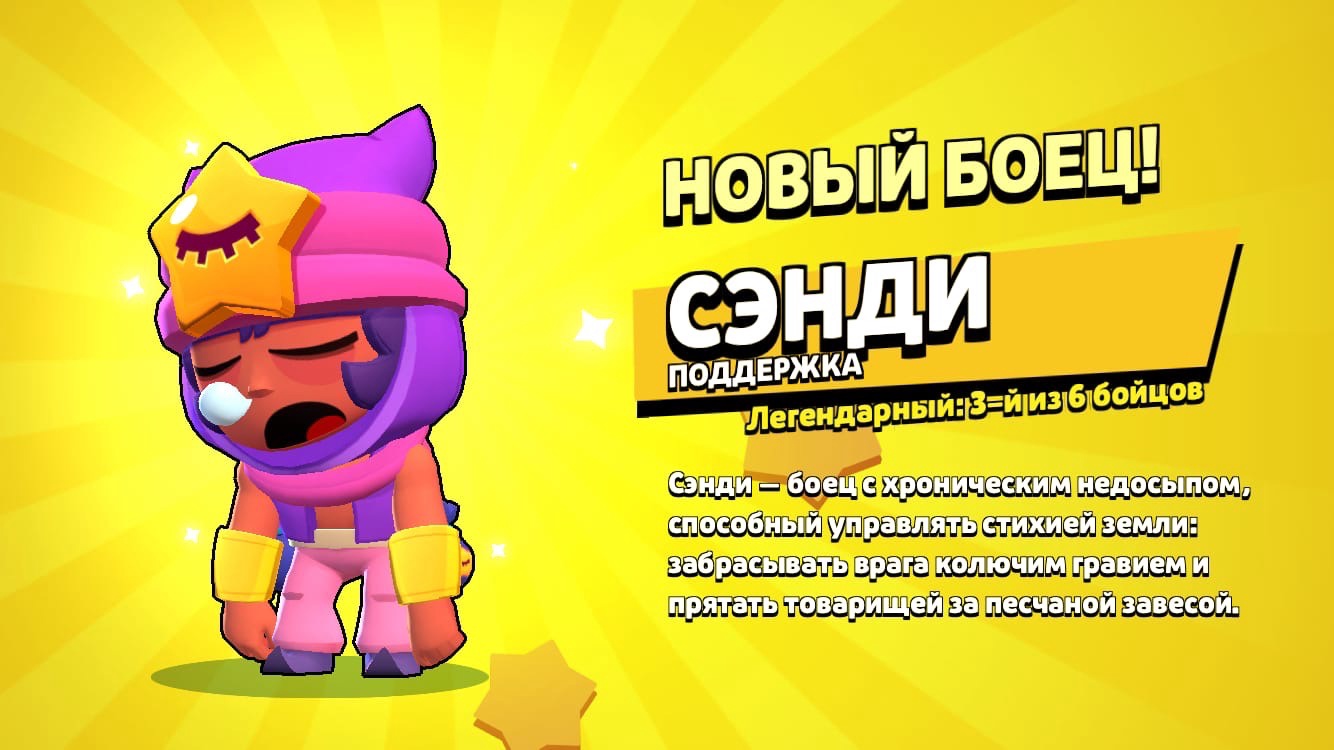 НОВЫЙ БОЕЦ!
СЭНДИ
ПОДДЕРЖКА
Легендарный: 3-й из 6 бойцов
Сэнди – боец с хроническим недосыпом,
способный управлять стихией земли:
забрасывать врага колючим гравием и
прятать товарищей за песчаной завесой.